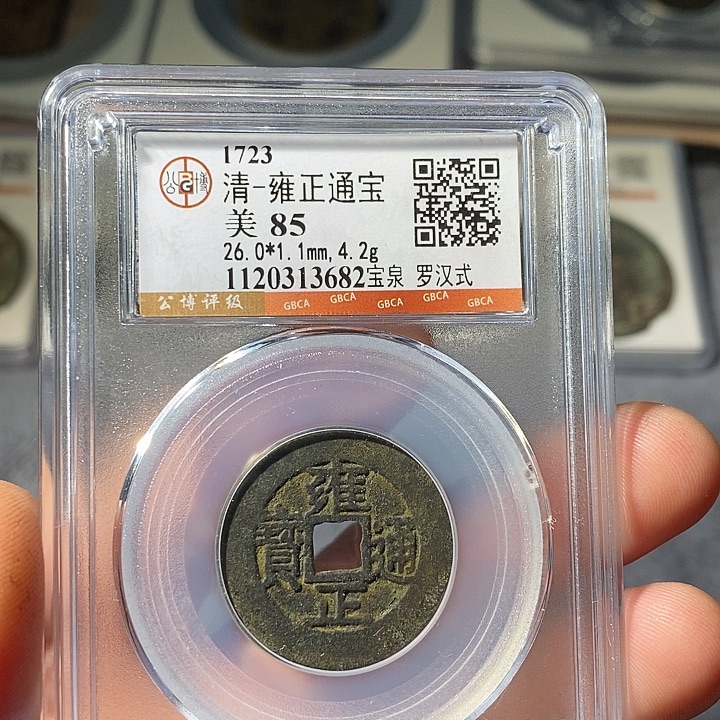 1723
公博
清-雍正通宝
美 85
26.0*1.1mm,4.2g
1120313682宝泉 罗汉式
公博评级 GBCA GBCA GBCA GBCA GBCA
雍
寶 通
正